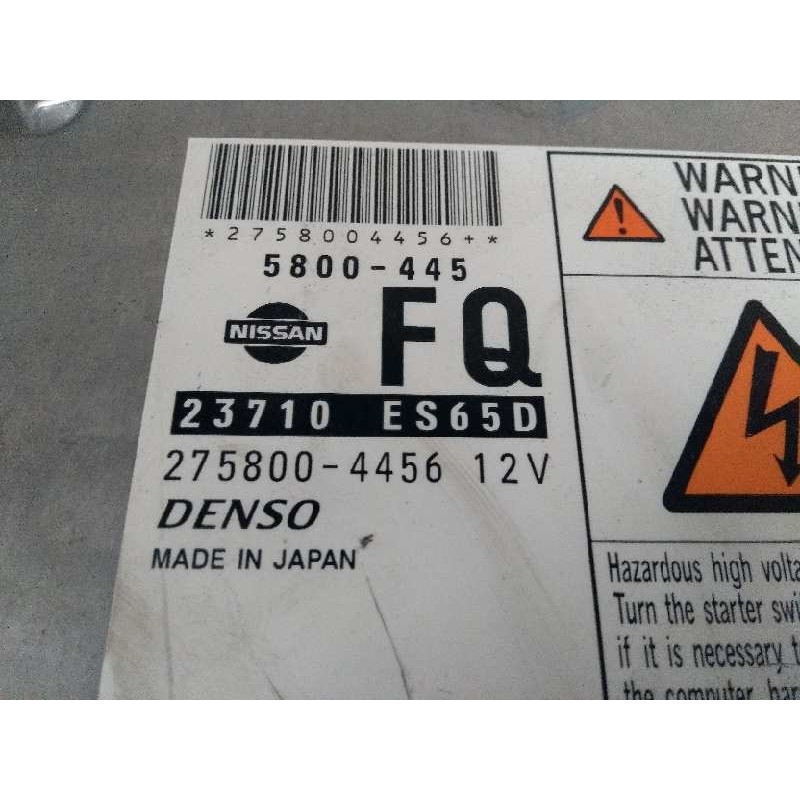 *2758004456+*
5800-445
NISSAN
FQ
23710 ES65D
275800-4456 12V
DENSO
MADE IN JAPAN
WARN
WARN
ATTEN
Hazardous high volta
Turn the starter swi
if it is necessary t
the computer har